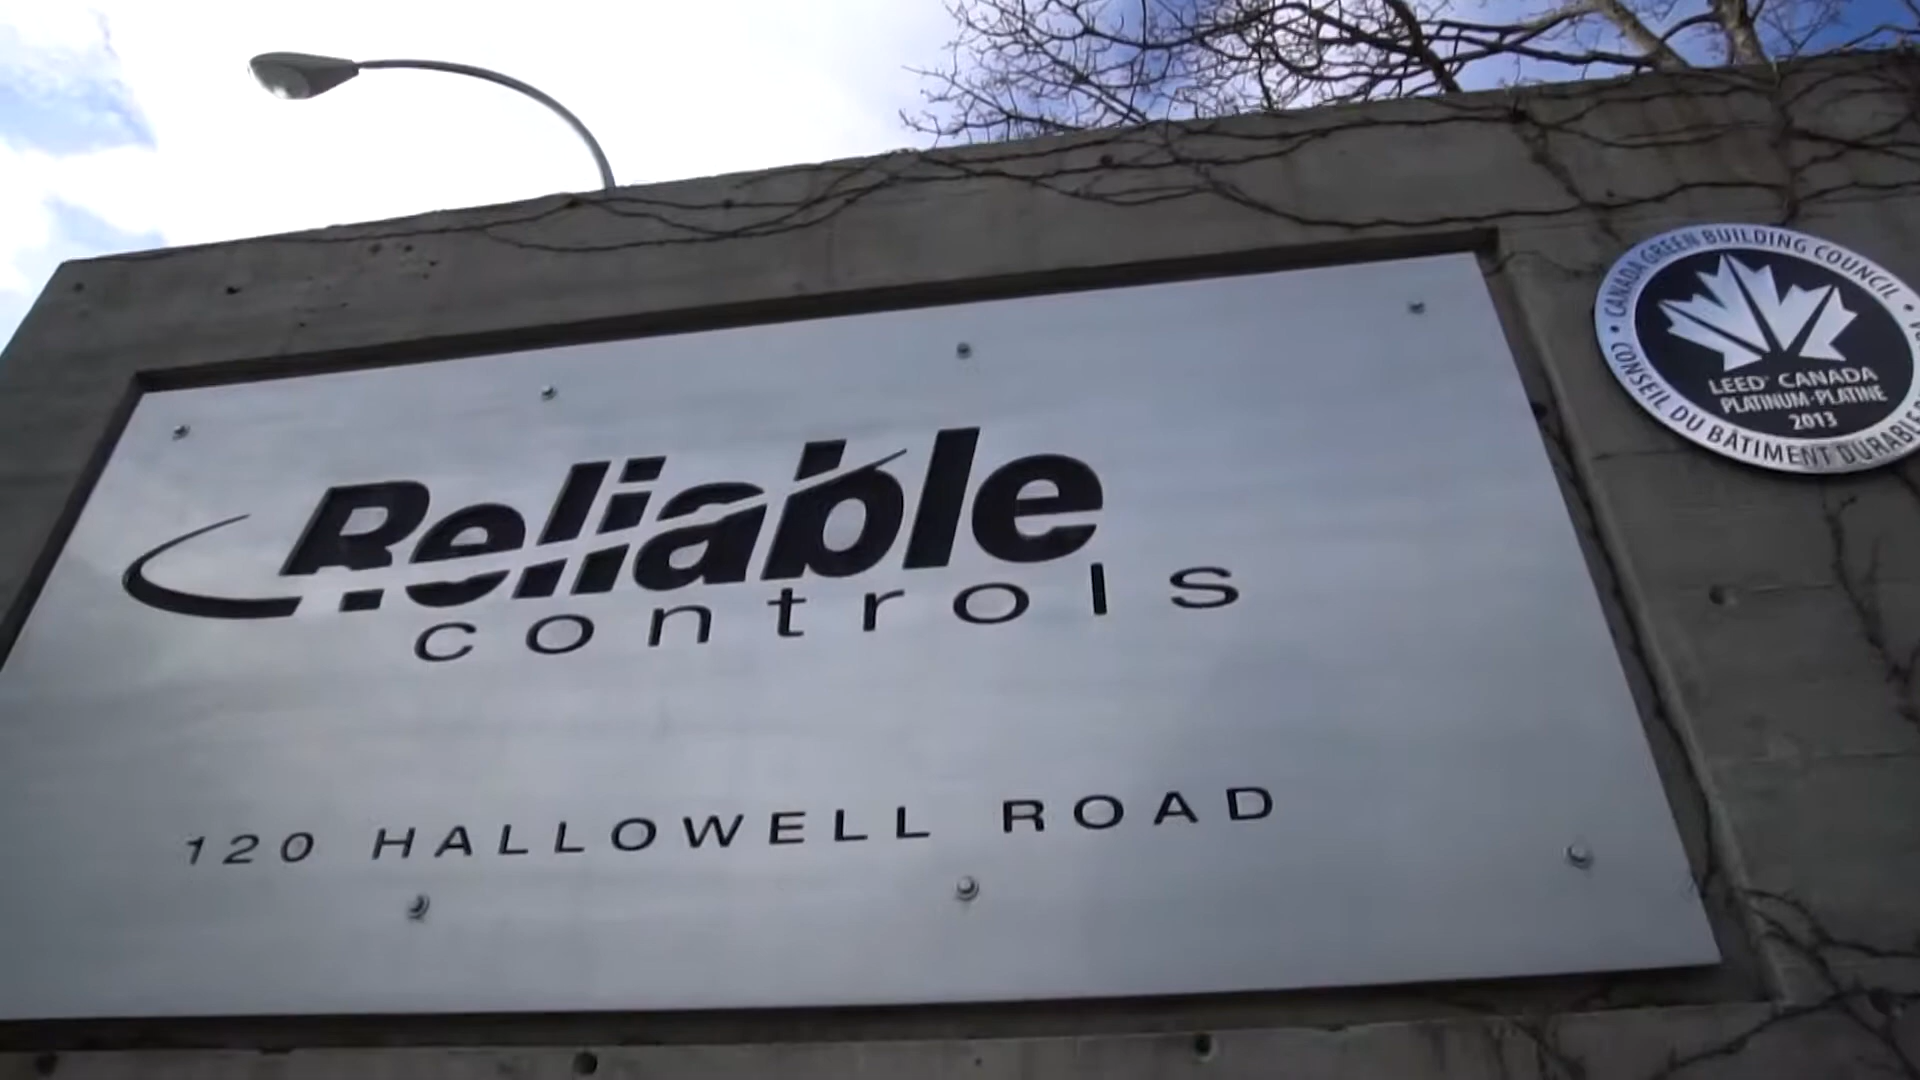 Reliable
controls
120 HALLOWELL ROAD
CANADA GREEN BUILDING COUNCIL
LEED CANADA
PLATINUM·PLATINE
2013
CONSEIL DU BÂTIMENT DURABLE